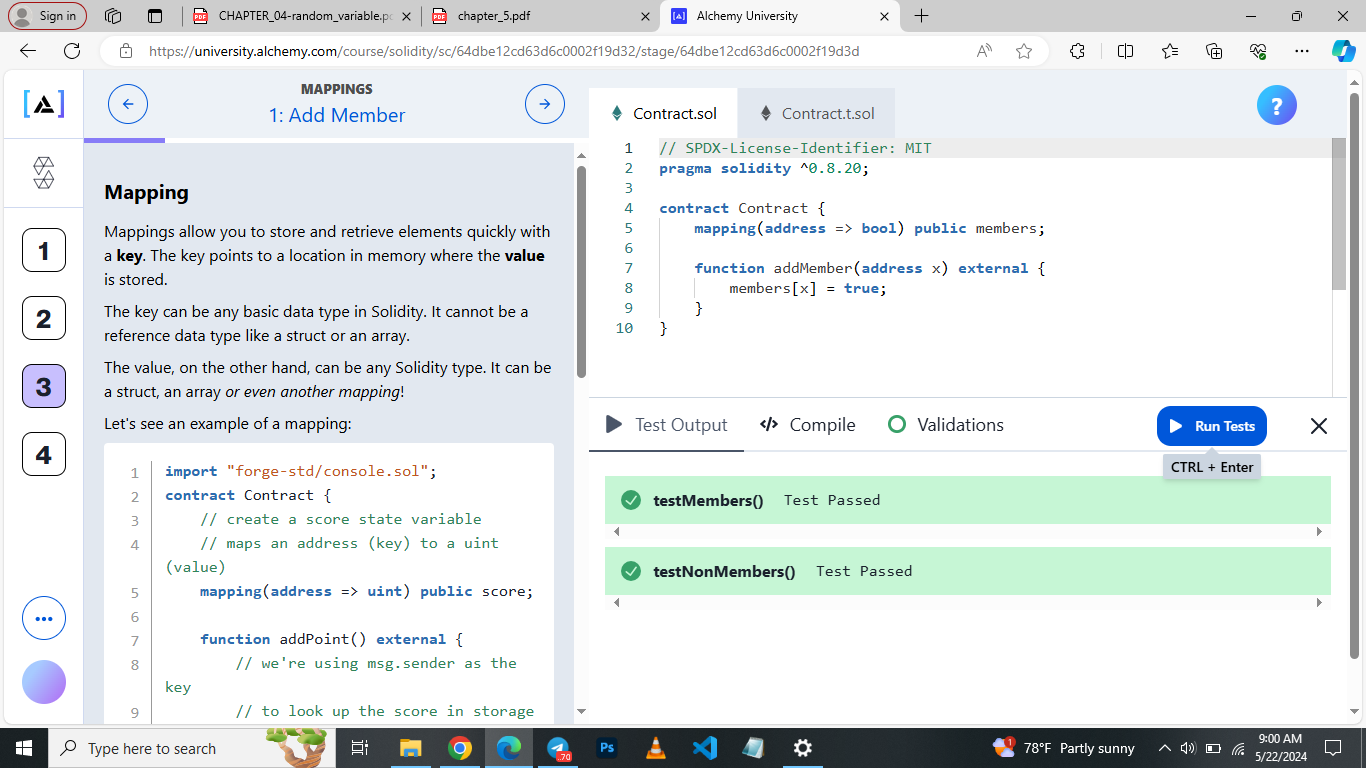 Sign in
CHAPTER_04-random_variable.pd
chapter_5.pdf
Alchemy University
https://university.alchemy.com/course/solidity/sc/64dbe12cd63d6c0002f19d32/stage/64dbe12cd63d6c0002f19d3d
MAPPINGS
1: Add Member
1
2
3
4
Mapping
Mappings allow you to store and retrieve elements quickly with
a key. The key points to a location in memory where the value
is stored.
The key can be any basic data type in Solidity. It cannot be a
reference data type like a struct or an array.
The value, on the other hand, can be any Solidity type. It can be
a struct, an array or even another mapping!
Let's see an example of a mapping:
1 import "forge-std/console.sol";
2 contract Contract {
3 // create a score state variable
4 // maps an address (key) to a uint
(value)
5 mapping(address => uint) public score;
6
7 function addPoint() external {
8 // we're using msg.sender as the
key
9 // to look up the score in storage
Contract.sol
Contract.t.sol
?
1 // SPDX-License-Identifier: MIT
2 pragma solidity ^0.8.20;
3
4 contract Contract {
5 mapping(address => bool) public members;
6
7 function addMember(address x) external {
8 members[x] = true;
9 }
10 }
Test Output
</> Compile
Validations
Run Tests
CTRL + Enter
testMembers() Test Passed
testNonMembers() Test Passed
Type here to search
.70
Ps
1
78°F Partly sunny
9:00 AM
5/22/2024